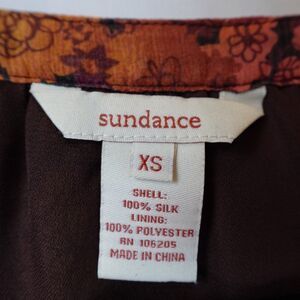 sundance
XS
SHELL:
100% SILK
LINING:
100% POLYESTER
RN 106205
MADE IN CHINA